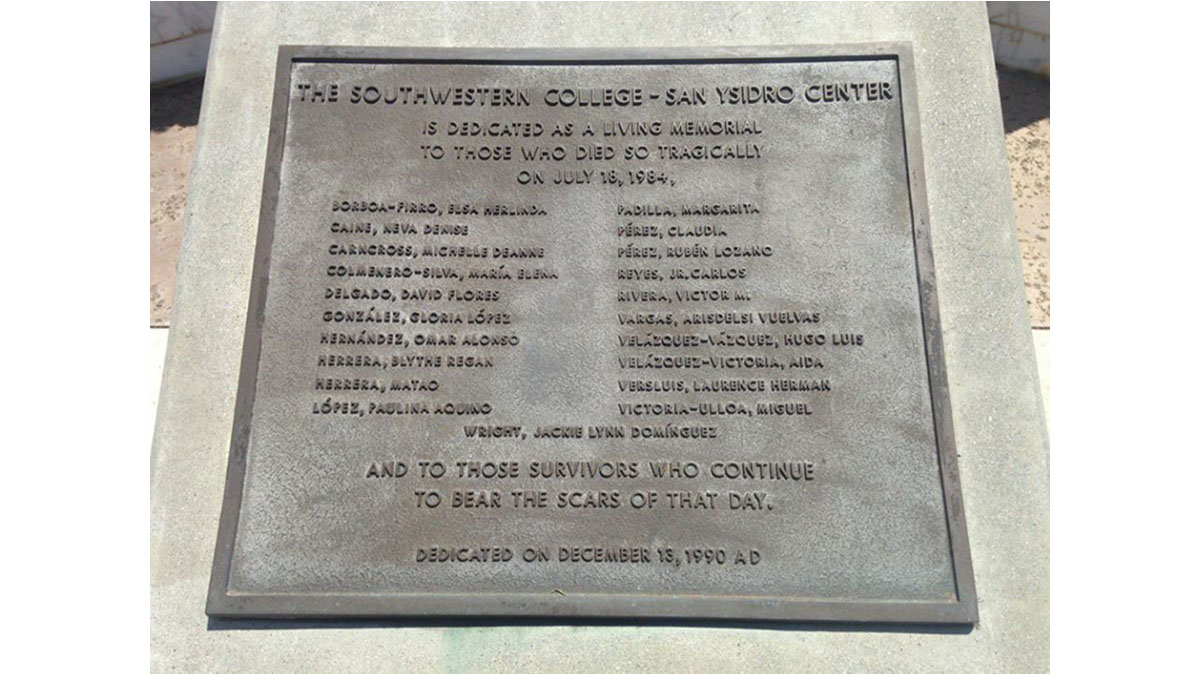 THE SOUTHWESTERN COLLEGE - SAN YSIDRO CENTER
IS DEDICATED AS A LIVING MEMORIAL
TO THOSE WHO DIED SO TRAGICALLY
ON JULY 18, 1984,
BORBOA-FIRRO, ELSA HERLINDA
CAINE, NEVA DENISE
CARNCROSS, MICHELLE DEANNE
COLMENERO-SILVA, MARÍA ELENA
DELGADO, DAVID FLORES
GONZÁLEZ, GLORIA LÓPEZ
HERNÁNDEZ, OMAR ALONSO
HERRERA, BLYTHE REGAN
HERRERA, MATAO
LÓPEZ, PAULINA AQUINO
PADILLA, MARGARITA
PÉREZ, CLAUDIA
PÉREZ, RUBÉN LOZANO
REYES, JR. CARLOS
RIVERA, VICTOR M.
VARGAS, ARISDELSI VUELVAS
VELÁZQUEZ-VÁZQUEZ, HUGO LUIS
VELÁZQUEZ-VICTORIA, AIDA
VERSLUIS, LAURENCE HERMAN
VICTORIA-ULLOA, MIGUEL
WRIGHT, JACKIE LYNN DOMÍNGUEZ
AND TO THOSE SURVIVORS WHO CONTINUE
TO BEAR THE SCARS OF THAT DAY.
DEDICATED ON DECEMBER 13, 1990 AD